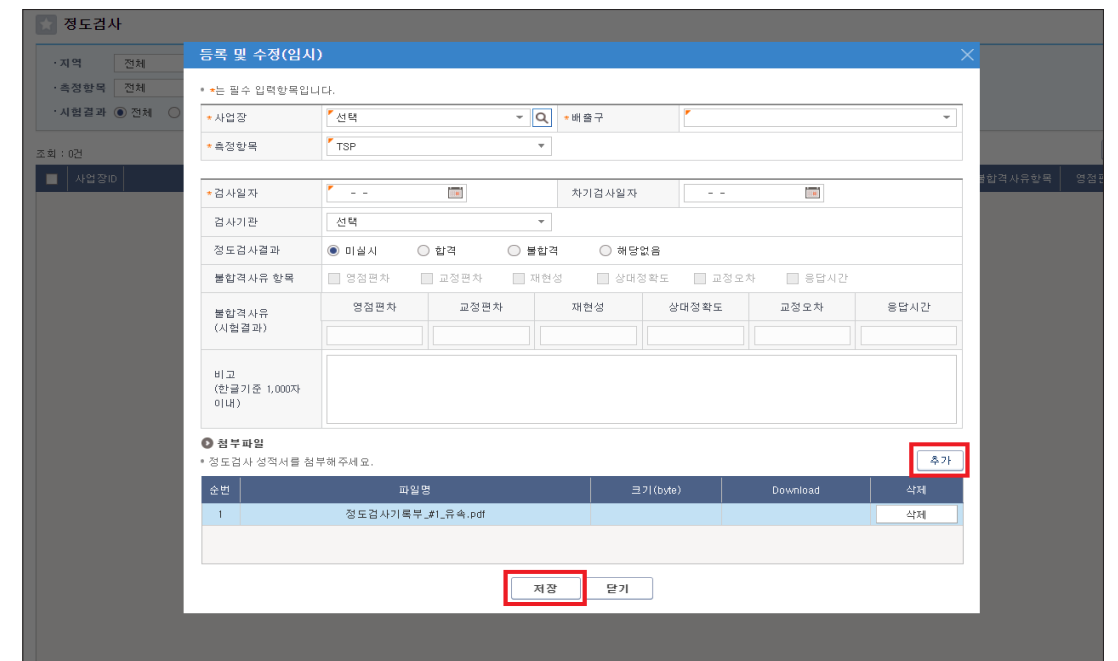 정도검사
등록 및 수정(임시)
·지역 전체
* *는 필수 입력항목입니다.
·측정항목 전체
·시험결과 전체
*사업장 선택 *배출구
*측정항목 TSP
조회 : 0건
사업장ID
불합격사유항목 영점편
*검사일자 - - 차기검사일자 - -
검사기관 선택
정도검사결과 미실시 합격 불합격 해당없음
불합격사유 항목 영점편차 교정편차 재현성 상대정확도 교정오차 응답시간
불합격사유
(시험결과)
영점편차 교정편차 재현성 상대정확도 교정오차 응답시간
비고
(한글기준 1,000자
이내)
첨부파일
* 정도검사 성적서를 첨부해주세요.
추가
순번 파일명 크기(byte) Download 삭제
1 정도검사기록부_#1_유속.pdf 삭제
저장 닫기